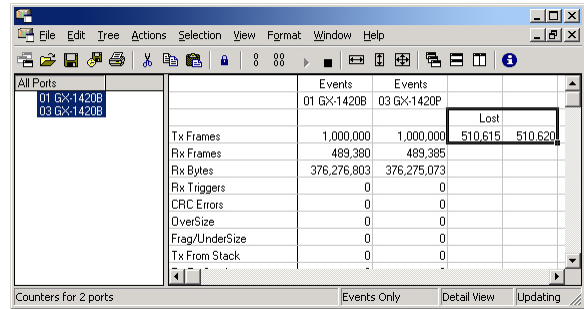 File Edit Tree Actions Selection View Format Window Help
All Ports
01 GX-1420B
03 GX-1420B
Events Events
01 GX-1420B 03 GX-1420P
Lost
Tx Frames 1,000,000 1,000,000 510,615 510.620
Rx Frames 489,380 489,385
Rx Bytes 376,276,803 376,275,073
Rx Triggers 0 0
CRC Errors 0 0
OverSize 0 0
Frag/UnderSize 0 0
Tx From Stack 0 0
Counters for 2 ports Events Only Detail View Updating